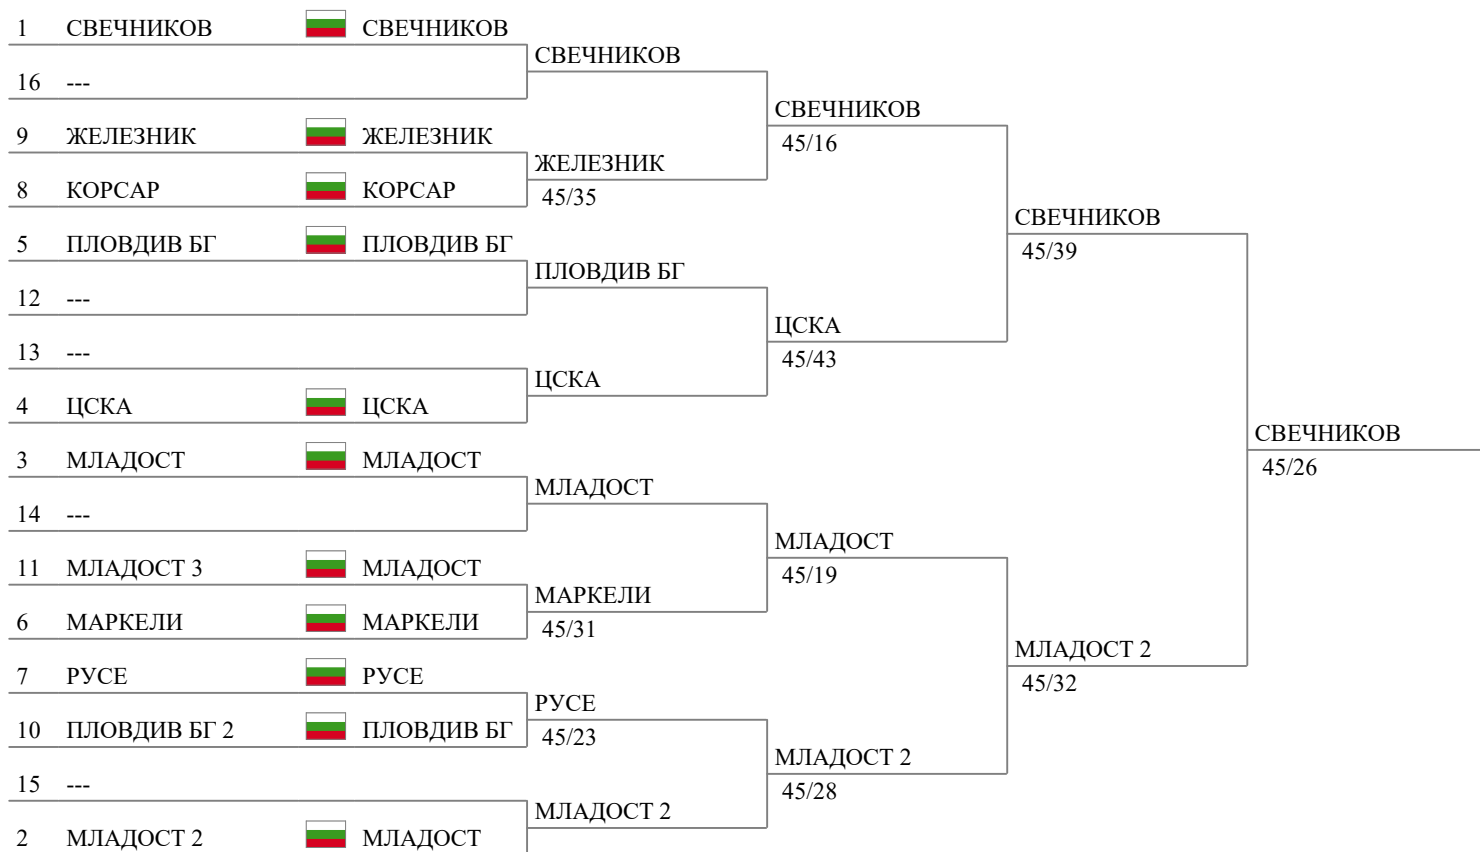 1 СВЕЧНИКОВ СВЕЧНИКОВ
СВЕЧНИКОВ
16 ---
СВЕЧНИКОВ
45/16
9 ЖЕЛЕЗНИК ЖЕЛЕЗНИК
ЖЕЛЕЗНИК
45/35
8 КОРСАР КОРСАР
СВЕЧНИКОВ
45/39
5 ПЛОВДИВ БГ ПЛОВДИВ БГ
ПЛОВДИВ БГ
12 ---
ЦСКА
45/43
13 ---
ЦСКА
4 ЦСКА ЦСКА
СВЕЧНИКОВ
45/26
3 МЛАДОСТ МЛАДОСТ
МЛАДОСТ
14 ---
МЛАДОСТ
45/19
11 МЛАДОСТ 3 МЛАДОСТ
МАРКЕЛИ
45/31
6 МАРКЕЛИ МАРКЕЛИ
МЛАДОСТ 2
45/32
7 РУСЕ РУСЕ
РУСЕ
45/23
10 ПЛОВДИВ БГ 2 ПЛОВДИВ БГ
МЛАДОСТ 2
45/28
15 ---
МЛАДОСТ 2
2 МЛАДОСТ 2 МЛАДОСТ